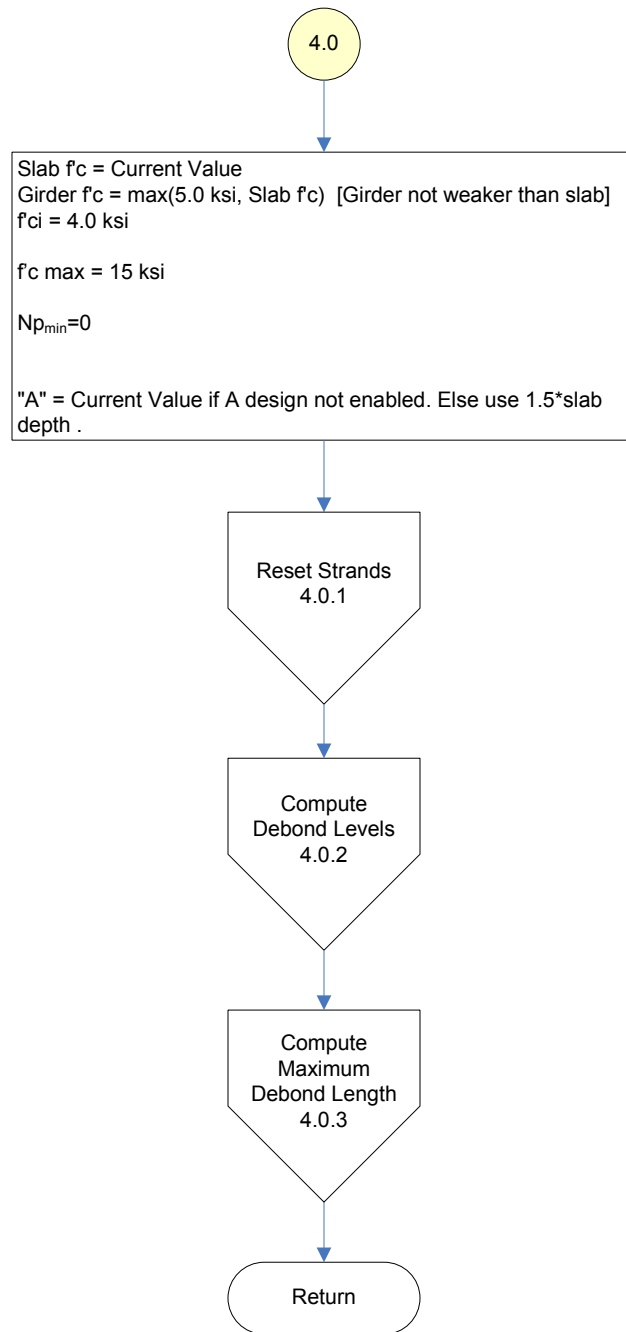 4.0
Slab f'c = Current Value
Girder f'c = max(5.0 ksi, Slab f'c)  [Girder not weaker than slab]
f'ci = 4.0 ksi
f'c max = 15 ksi
Npmin=0
"A" = Current Value if A design not enabled. Else use 1.5*slab
depth .
Reset Strands
4.0.1
Compute
Debond Levels
4.0.2
Compute
Maximum
Debond Length
4.0.3
Return